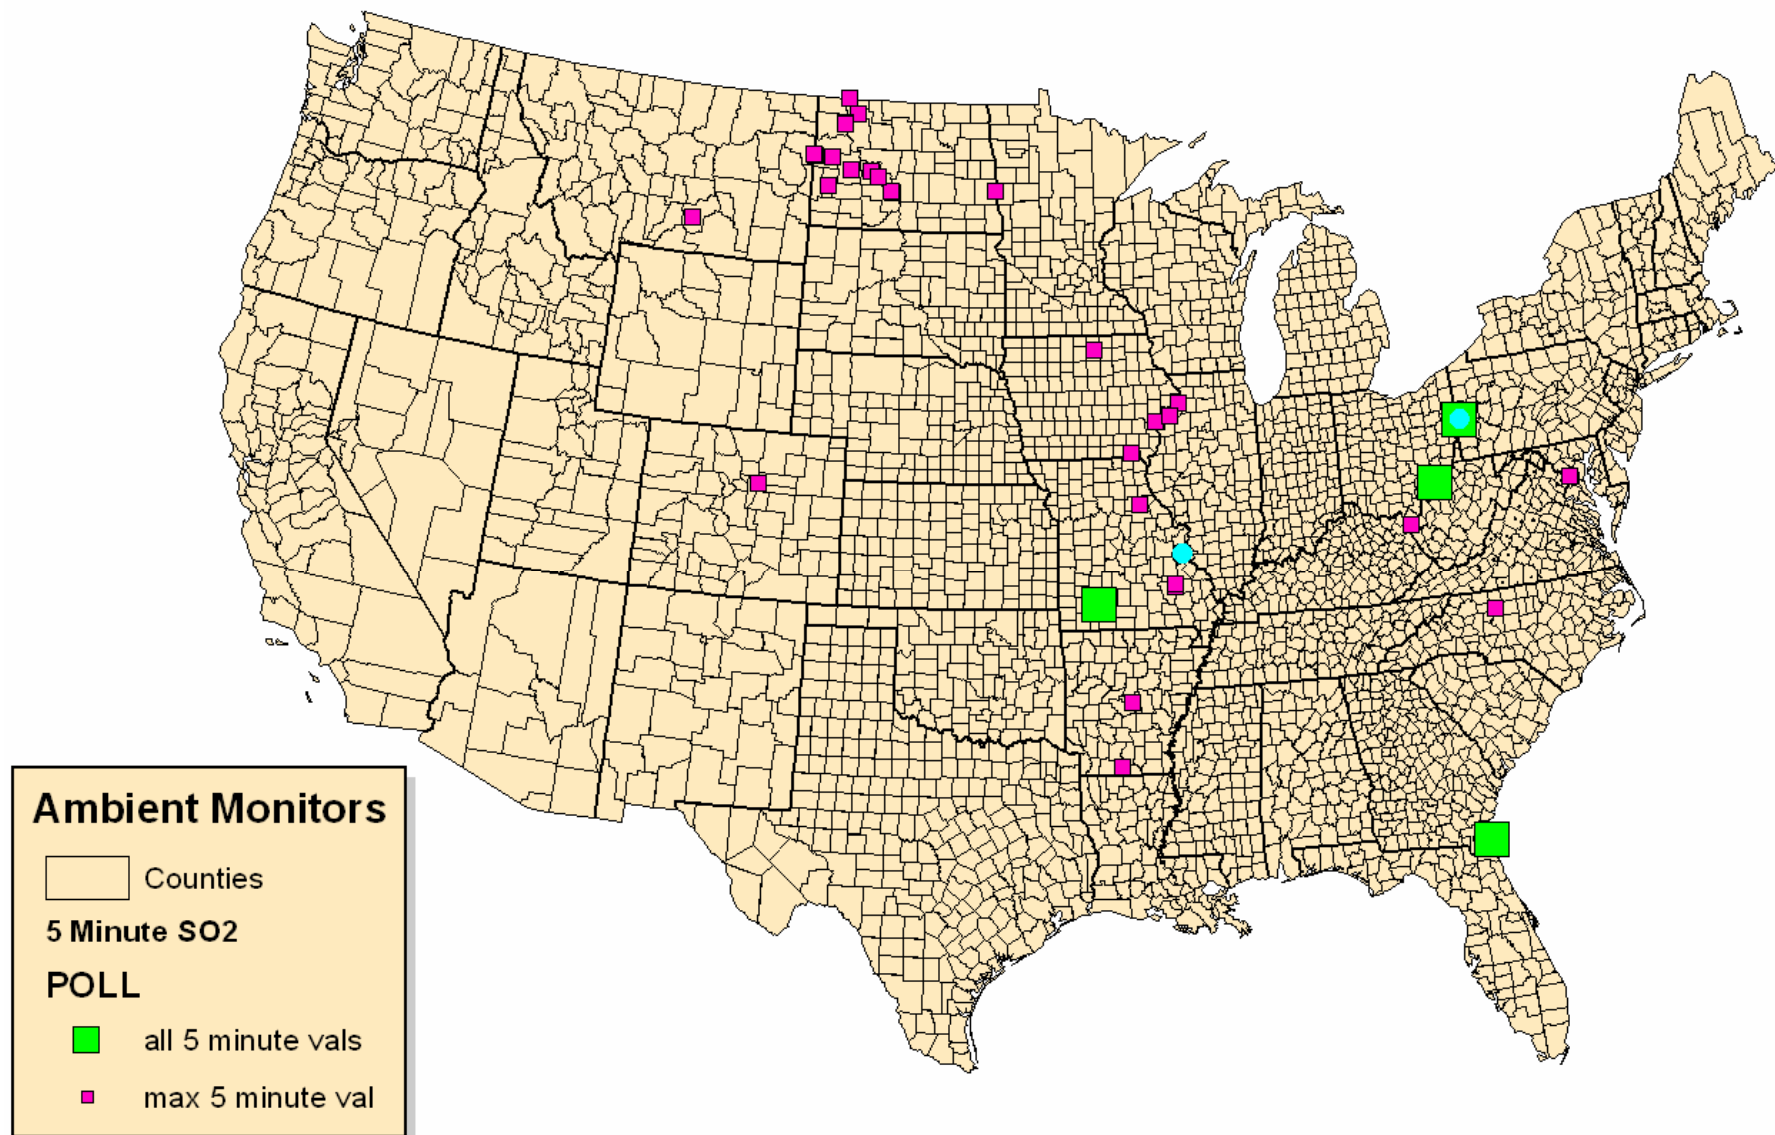 Ambient Monitors
Counties
5 Minute SO2
POLL
all 5 minute vals
max 5 minute val